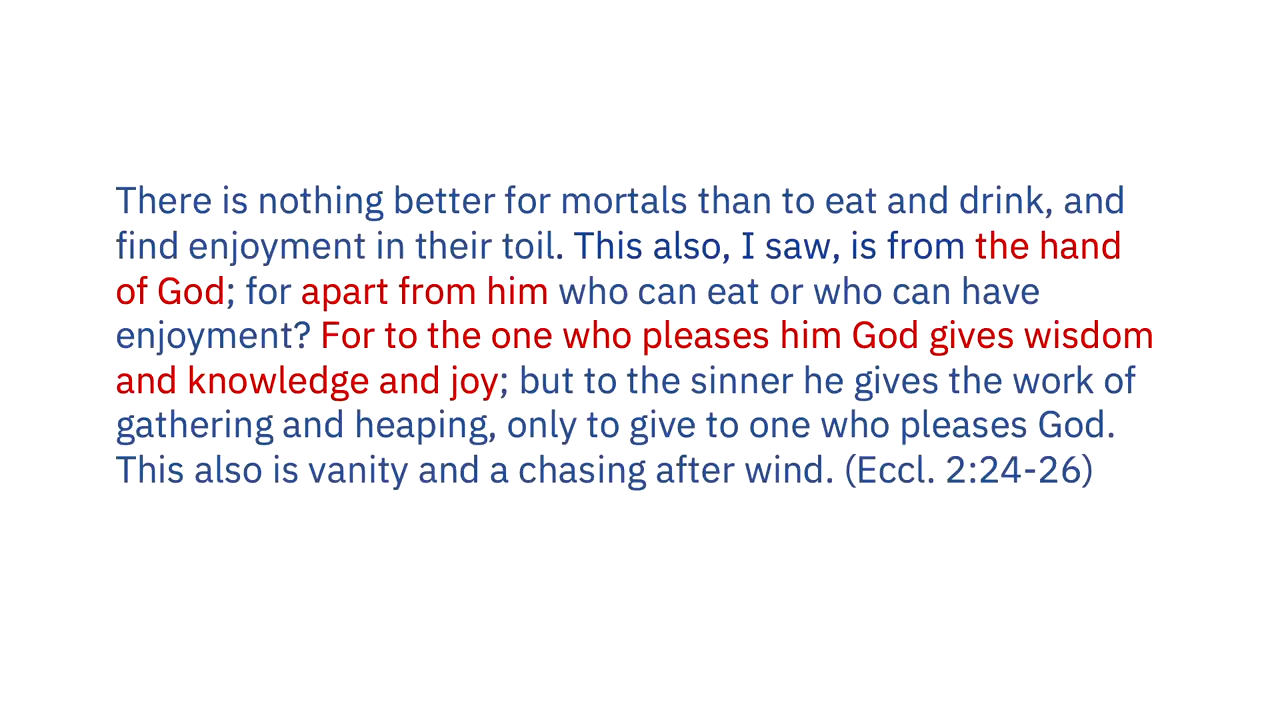 There is nothing better for mortals than to eat and drink, and
find enjoyment in their toil. This also, I saw, is from the hand
of God; for apart from him who can eat or who can have
enjoyment? For to the one who pleases him God gives wisdom
and knowledge and joy; but to the sinner he gives the work of
gathering and heaping, only to give to one who pleases God.
This also is vanity and a chasing after wind. (Eccl. 2:24-26)